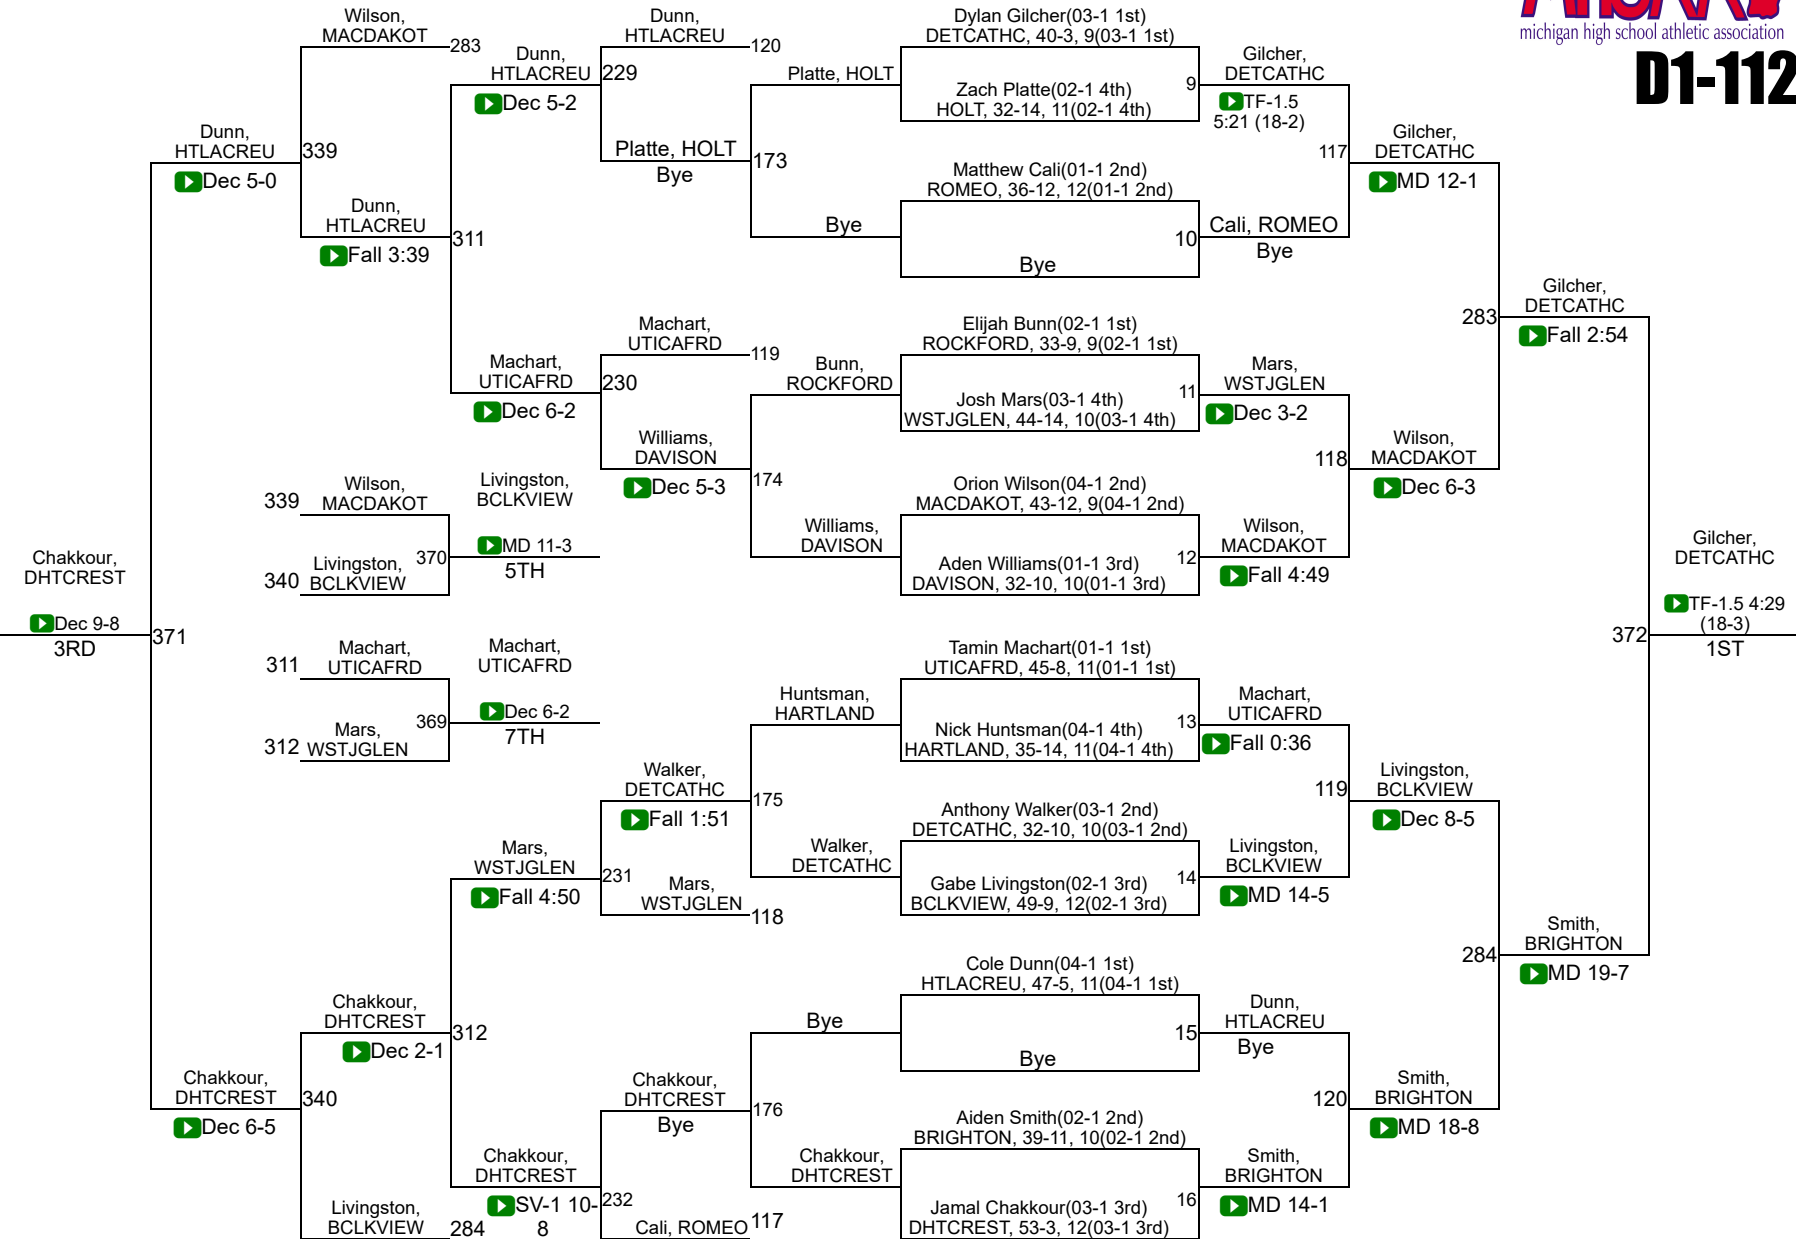 michigan high school athletic association
D1-112
Chakkour,
DHTCREST
Dec 9-8
3RD
371
Dunn,
HTLACREU
Dec 5-0
Chakkour,
DHTCREST
Dec 6-5
Wilson,
MACDAKOT
283
339
Dunn,
HTLACREU
Fall 3:39
339
Wilson,
MACDAKOT
340
Livingston,
BCLKVIEW
370
Livingston,
BCLKVIEW
MD 11-3
5TH
311
Machart,
UTICAFRD
312
Mars,
WSTJGLEN
369
Machart,
UTICAFRD
Dec 6-2
7TH
Chakkour,
DHTCREST
Dec 2-1
340
Livingston,
BCLKVIEW
284
Dunn,
HTLACREU
Dec 5-2
311
Machart,
UTICAFRD
Dec 6-2
Mars,
WSTJGLEN
Fall 4:50
312
Chakkour,
DHTCREST
SV-1 10-
8
Dunn,
HTLACREU
120
229
Platte, HOLT
Bye
Machart,
UTICAFRD
119
230
Williams,
DAVISON
Dec 5-3
Walker,
DETCATHC
Fall 1:51
231
Mars,
WSTJGLEN
118
Chakkour,
DHTCREST
Bye
232
Cali, ROMEO
117
Platte, HOLT
173
Bye
Bunn,
ROCKFORD
174
Williams,
DAVISON
Huntsman,
HARTLAND
175
Walker,
DETCATHC
Bye
176
Chakkour,
DHTCREST
Dylan Gilcher(03-1 1st)
DETCATHC, 40-3, 9(03-1 1st)
Zach Platte(02-1 4th)
HOLT, 32-14, 11(02-1 4th)
9
Matthew Cali(01-1 2nd)
ROMEO, 36-12, 12(01-1 2nd)
10
Bye
Elijah Bunn(02-1 1st)
ROCKFORD, 33-9, 9(02-1 1st)
Josh Mars(03-1 4th)
WSTJGLEN, 44-14, 10(03-1 4th)
11
Orion Wilson(04-1 2nd)
MACDAKOT, 43-12, 9(04-1 2nd)
Aden Williams(01-1 3rd)
DAVISON, 32-10, 10(01-1 3rd)
12
Tamin Machart(01-1 1st)
UTICAFRD, 45-8, 11(01-1 1st)
Nick Huntsman(04-1 4th)
HARTLAND, 35-14, 11(04-1 4th)
13
Anthony Walker(03-1 2nd)
DETCATHC, 32-10, 10(03-1 2nd)
Gabe Livingston(02-1 3rd)
BCLKVIEW, 49-9, 12(02-1 3rd)
14
Cole Dunn(04-1 1st)
HTLACREU, 47-5, 11(04-1 1st)
15
Bye
Aiden Smith(02-1 2nd)
BRIGHTON, 39-11, 10(02-1 2nd)
Jamal Chakkour(03-1 3rd)
DHTCREST, 53-3, 12(03-1 3rd)
16
Gilcher,
DETCATHC
TF-1.5
5:21 (18-2)
117
Cali, ROMEO
Bye
Mars,
WSTJGLEN
Dec 3-2
118
Wilson,
MACDAKOT
Fall 4:49
Machart,
UTICAFRD
Fall 0:36
119
Livingston,
BCLKVIEW
MD 14-5
Dunn,
HTLACREU
Bye
120
Smith,
BRIGHTON
MD 14-1
Gilcher,
DETCATHC
MD 12-1
283
Wilson,
MACDAKOT
Dec 6-3
Livingston,
BCLKVIEW
Dec 8-5
284
Smith,
BRIGHTON
MD 18-8
Gilcher,
DETCATHC
Fall 2:54
372
Smith,
BRIGHTON
MD 19-7
Gilcher,
DETCATHC
TF-1.5 4:29
(18-3)
1ST